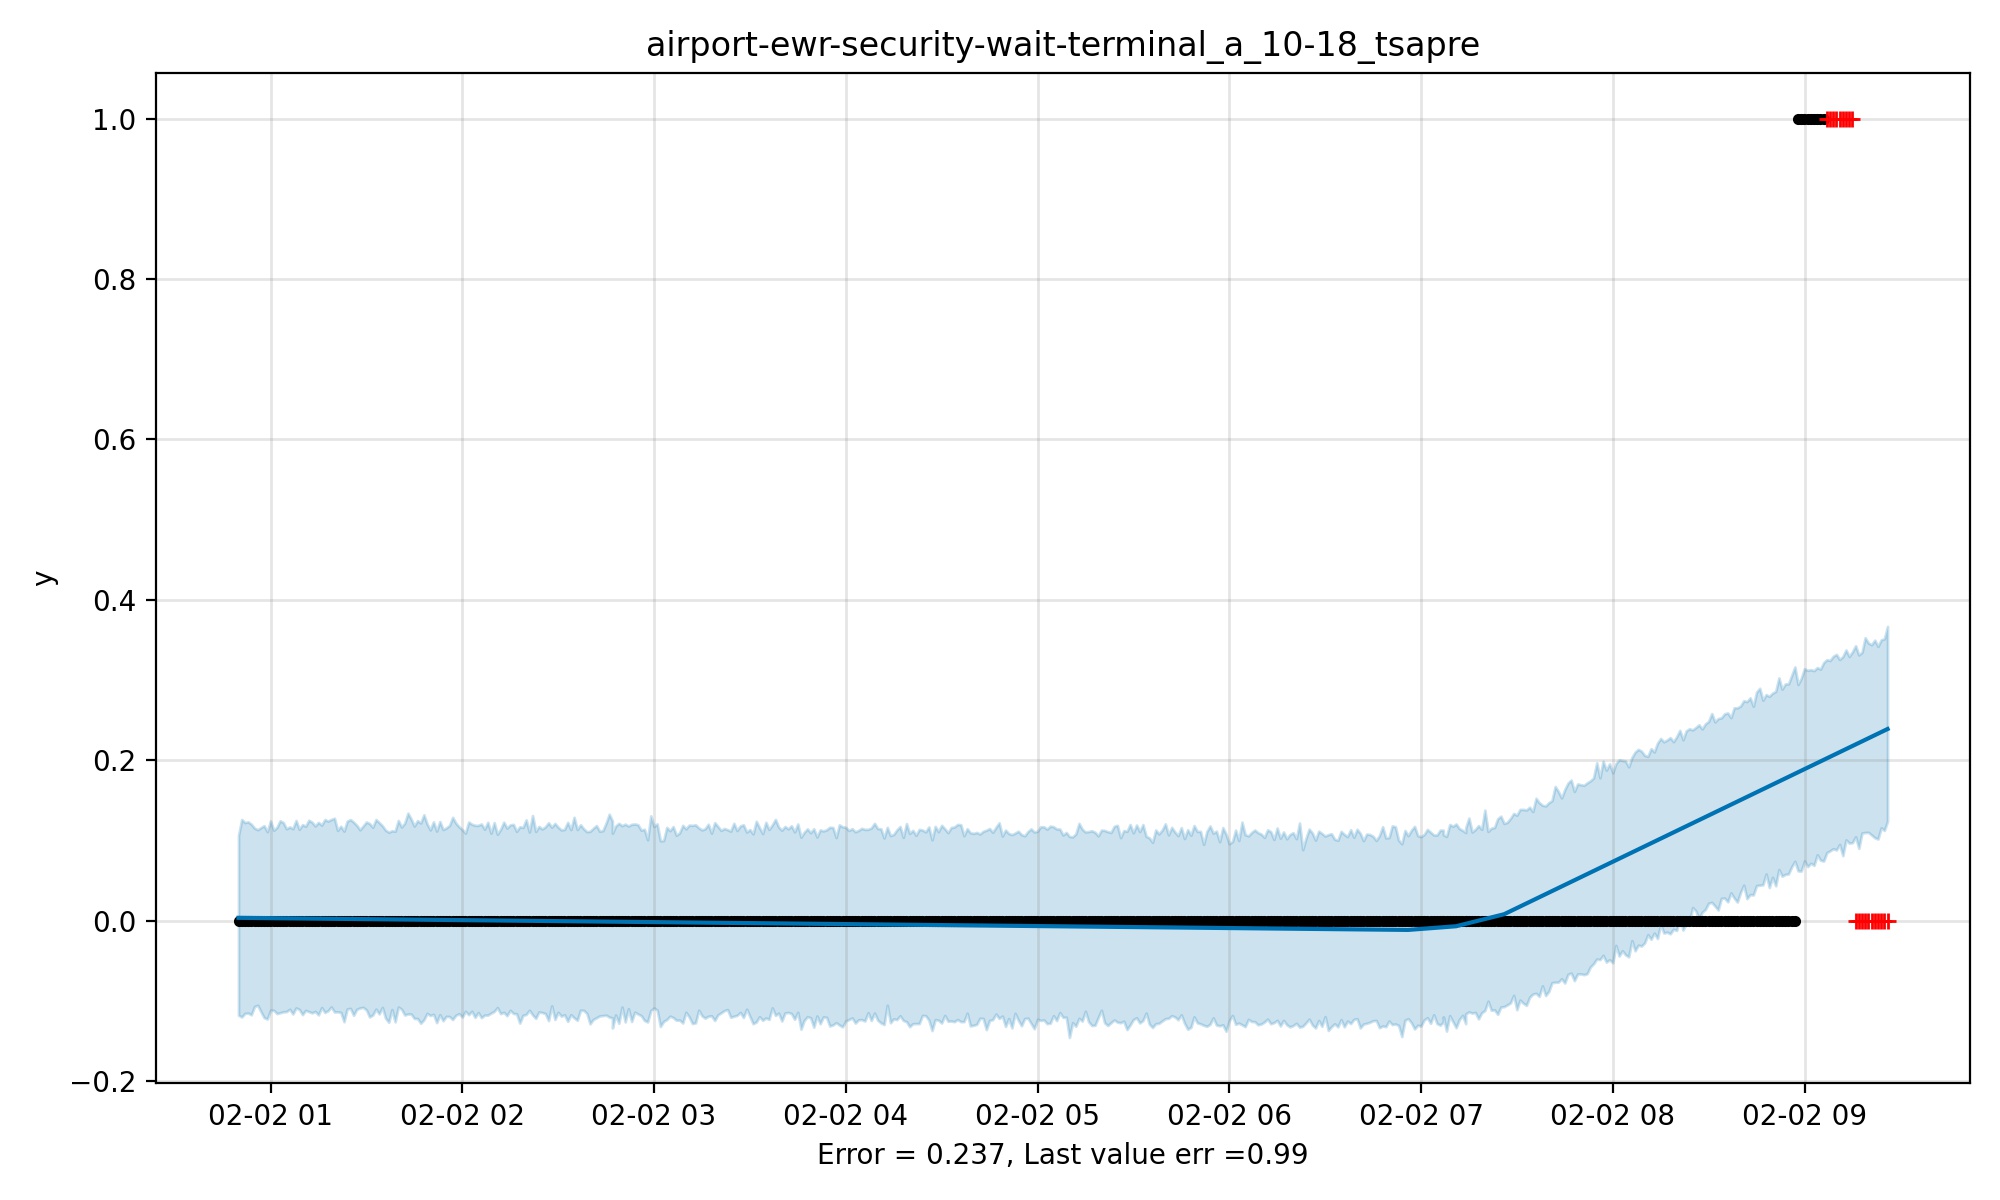 airport-ewr-security-wait-terminal_a_10-18_tsapre
1.0
0.8
0.6
y
0.4
0.2
0.0
−0.2
02-02 01 02-02 02 02-02 03 02-02 04 02-02 05 02-02 06 02-02 07 02-02 08 02-02 09
Error = 0.237, Last value err =0.99